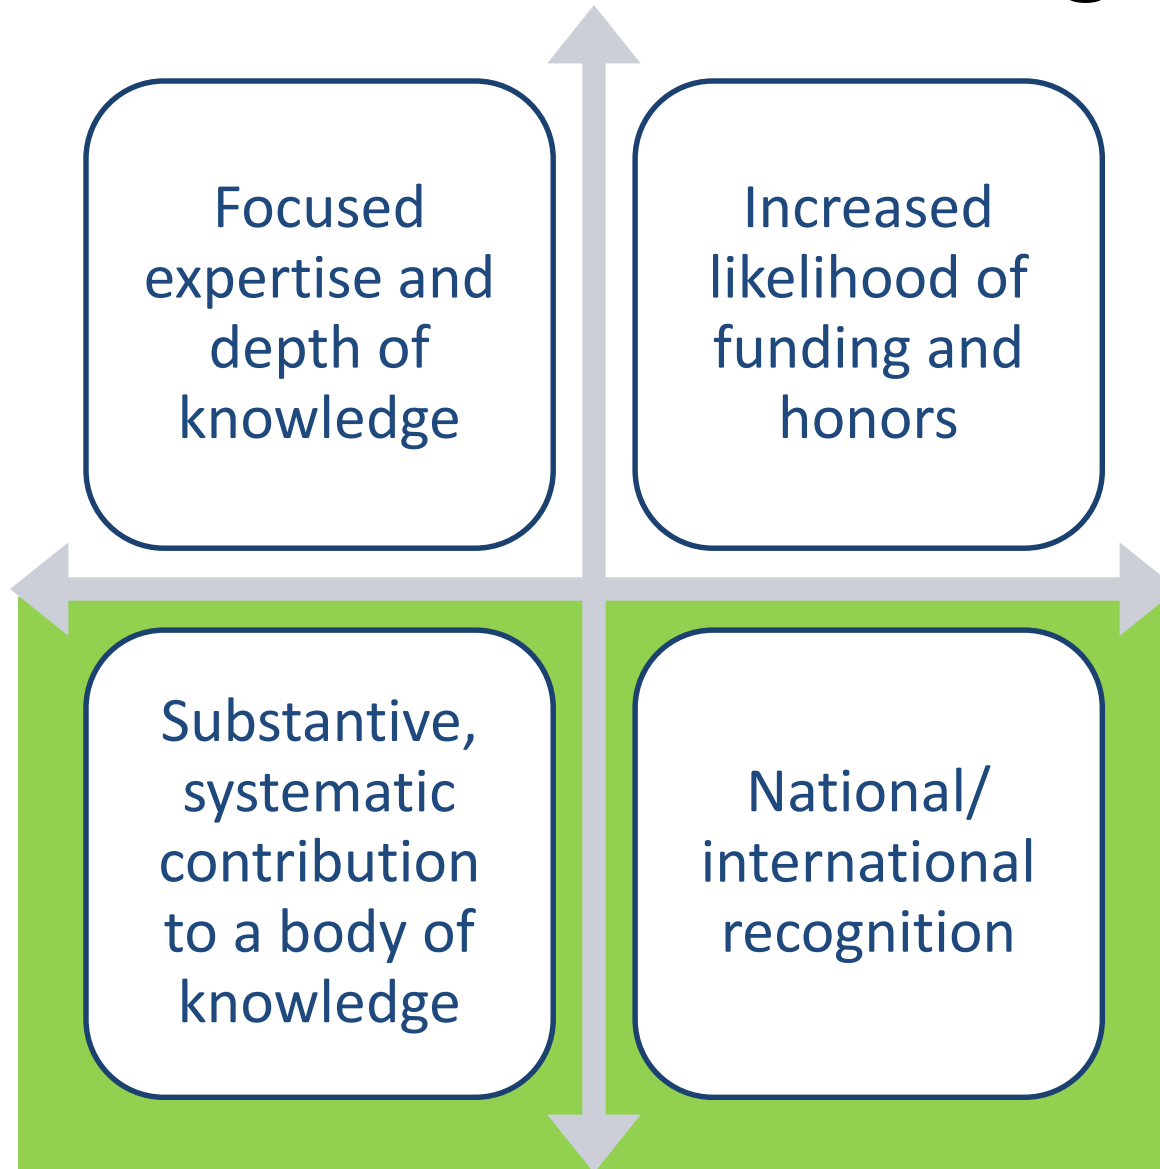 Focused
expertise and
depth of
knowledge
Increased
likelihood of
funding and
honors
Substantive,
systematic
contribution
to a body of
knowledge
National/
international
recognition